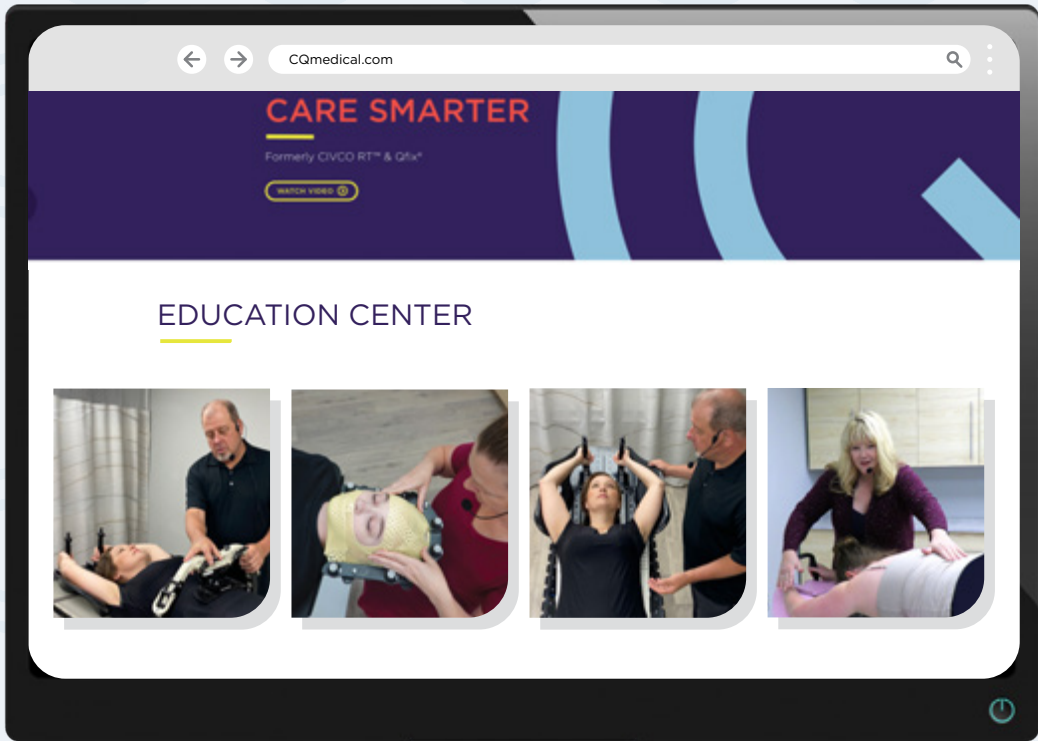 CQmedical.com
CARE SMARTER
Formerly CIVCO RT™ & Qfix®
WATCH VIDEO
EDUCATION CENTER